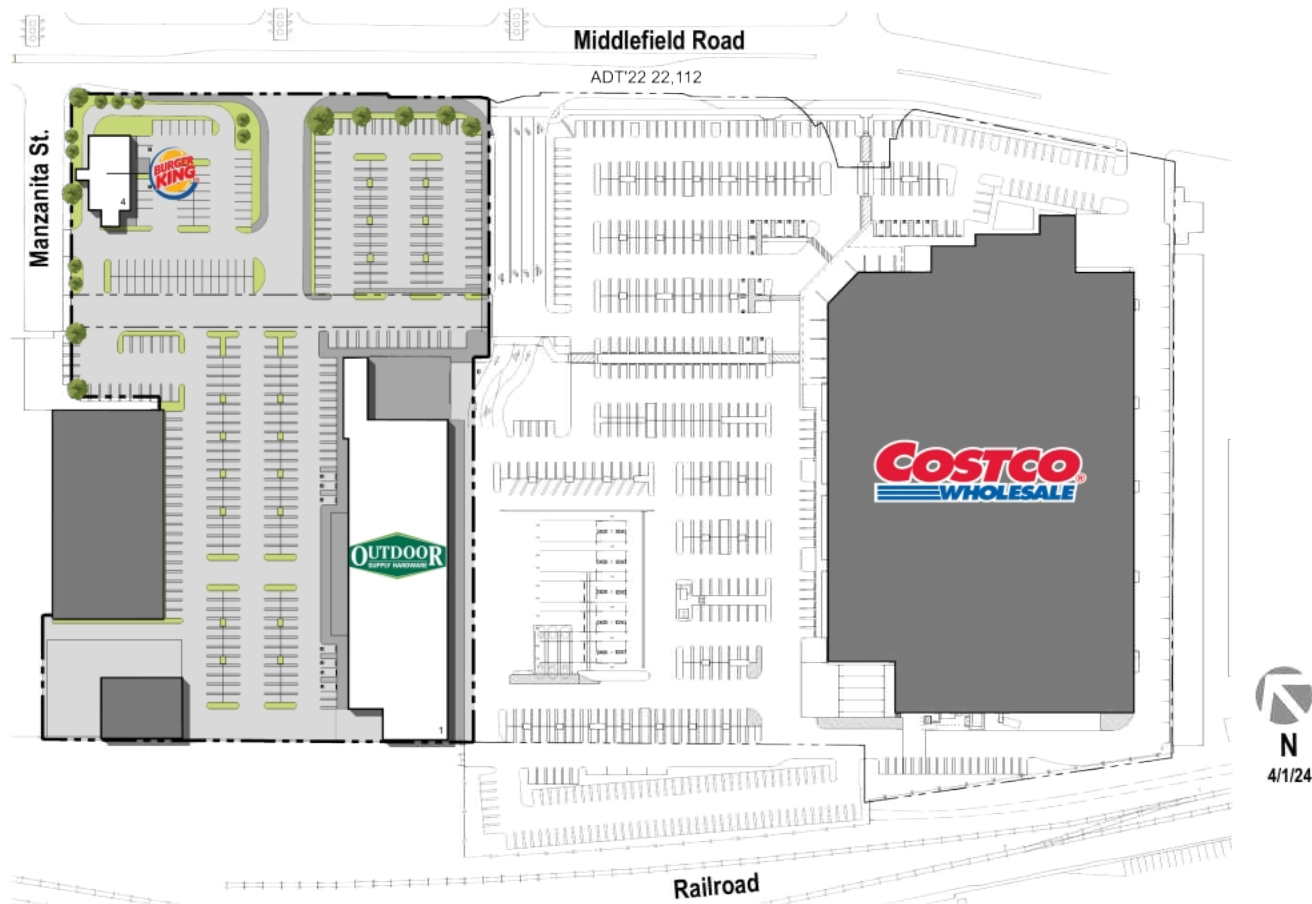 Middlefield Road
ADT'22 22,112
Manzanita St.
BURGER
KING®
4
COSTCO
WHOLESALE®
OUTDOOR
SUPPLY HARDWARE
1
N
4/1/24
Railroad